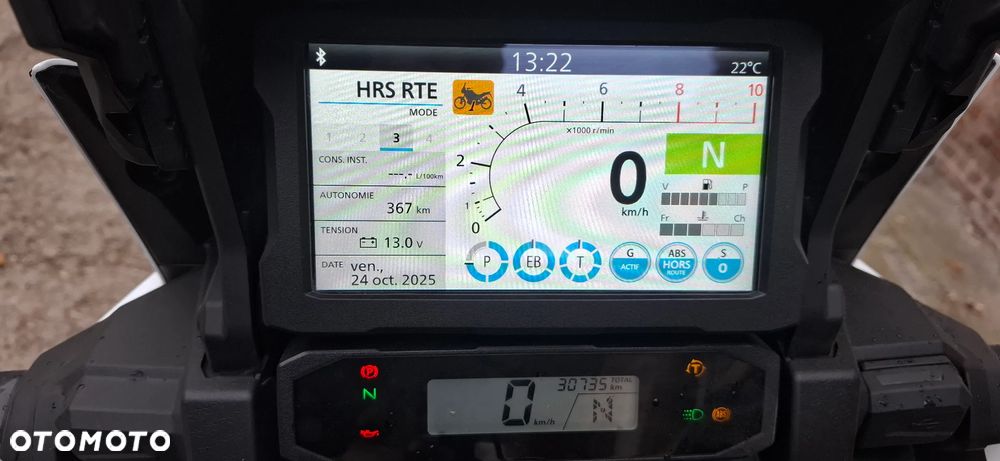 13:22
22°C
HRS RTE
MODE
1 2 3 4
CONS. INST.
---.- L/100km
AUTONOMIE
367 km
TENSION
13.0 V
DATE ven.,
24 oct. 2025
0 1 2 4 6 8 10
×1000 r/min
0
km/h
N
V P
Fr Ch
P
EB
T
G
ACTIF
ABS
HORS
ROUTE
S
0
P
N
T
ABS
0 km/h
30735 TOTAL km
N
OTOMOTO